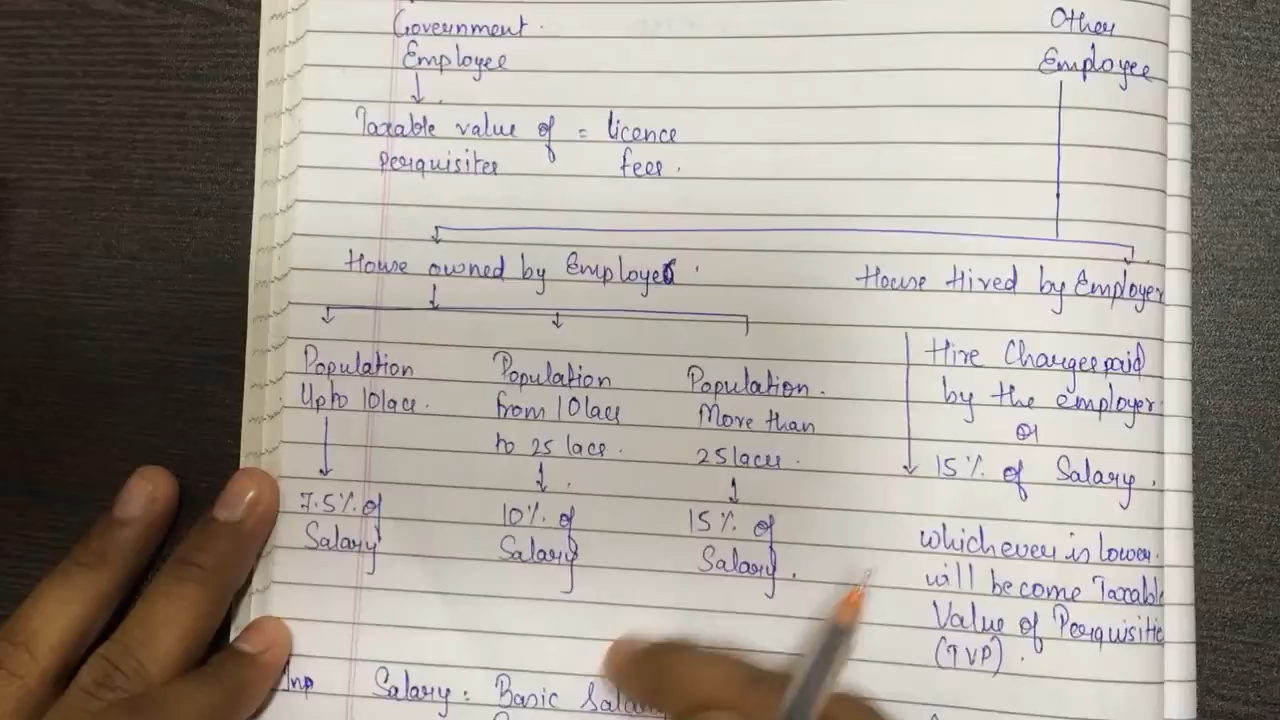 Government.
Employee
Taxable value of = licence
perquisites fees.
Other
Employee
House owned by Employer.
Population
Upto 10 lacs.
7.5% of
Salary
Population
from 10 lacs
to 25 lacs.
10% of
Salary
Population.
More than
25 lacs.
15% of
Salary.
House Hired by Employer
Hire Charges paid
by the employer
or
15% of Salary.
whichever is lower.
will become Taxabl
Value of Perquisite
(TVP).
Imp Salary: Basic